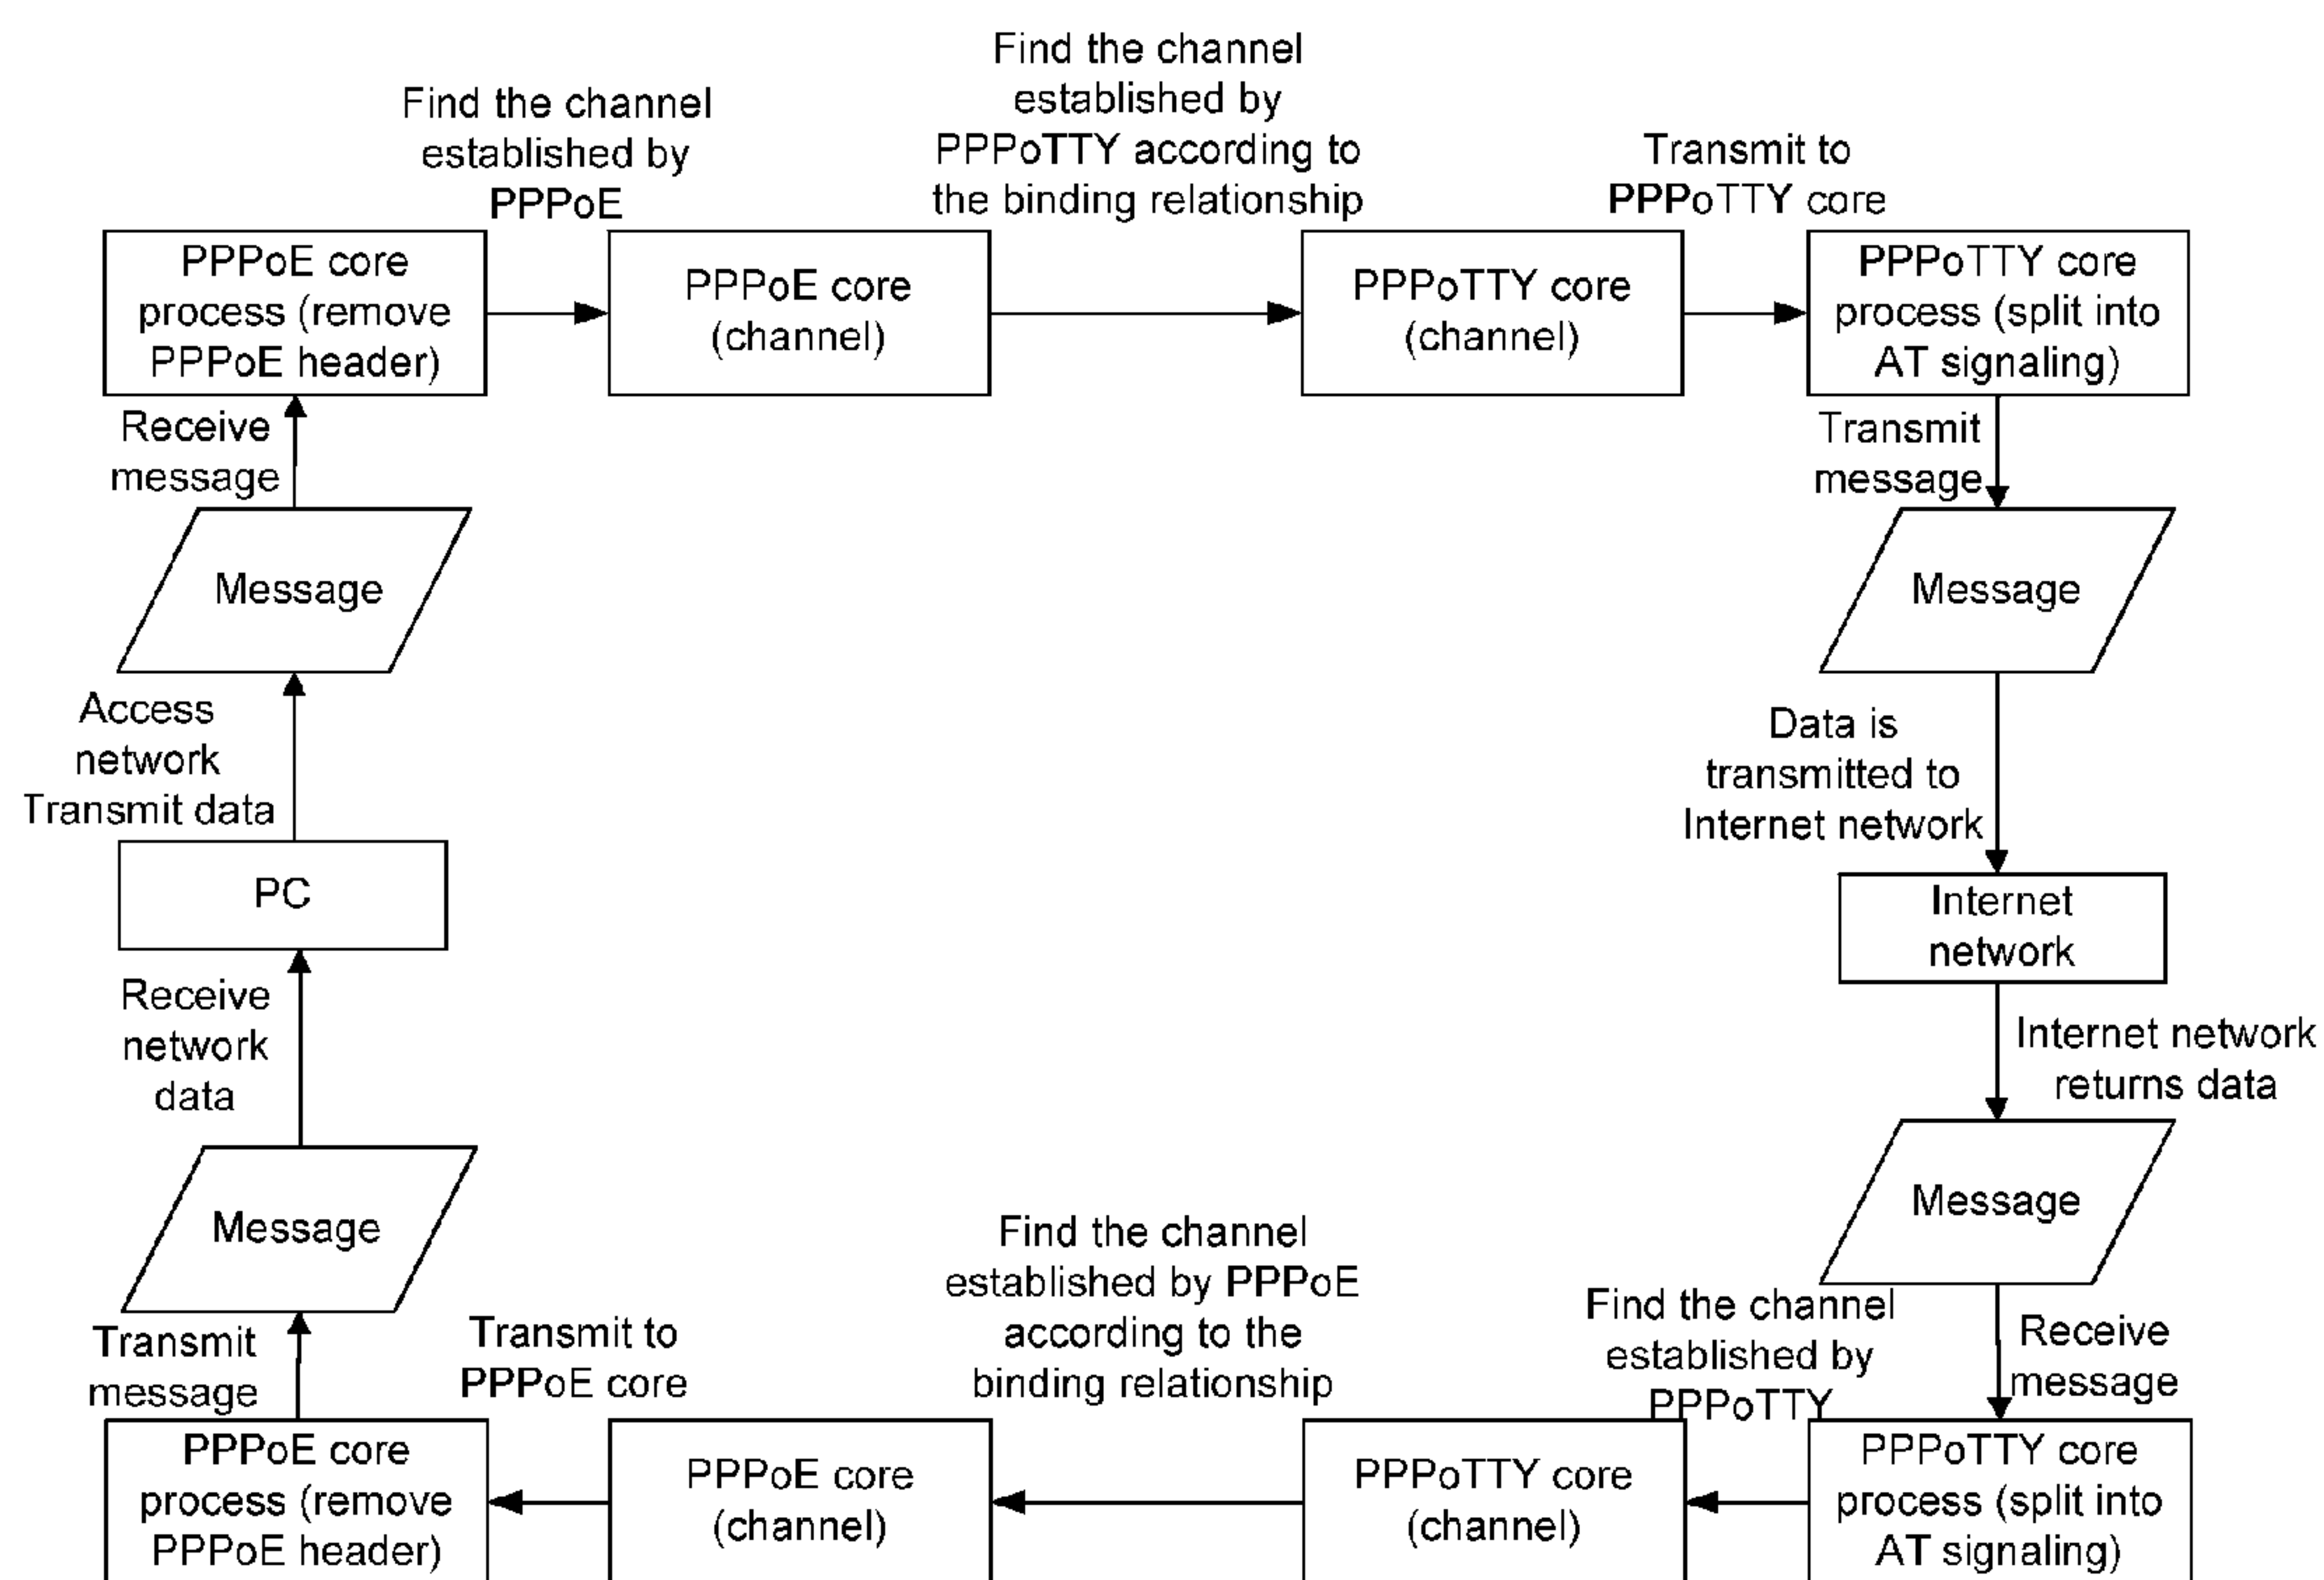 Find the channel
established by
PPPoE
Find the channel
established by
PPPoTTY according to
the binding relationship
Transmit to
PPPoTTY core
PPPoE core
process (remove
PPPoE header)
PPPoE core
(channel)
PPPoTTY core
(channel)
PPPoTTY core
process (split into
AT signaling)
Receive
message
Transmit
message
Message
Message
Access
network
Transmit data
Data is
transmitted to
Internet network
PC
Internet
network
Receive
network
data
Internet network
returns data
Message
Message
Transmit
message
Transmit to
PPPoE core
Find the channel
established by PPPoE
according to the
binding relationship
Find the channel
established by
PPPoTTY
Receive
message
PPPoE core
process (remove
PPPoE header)
PPPoE core
(channel)
PPPoTTY core
(channel)
PPPoTTY core
process (split into
AT signaling)